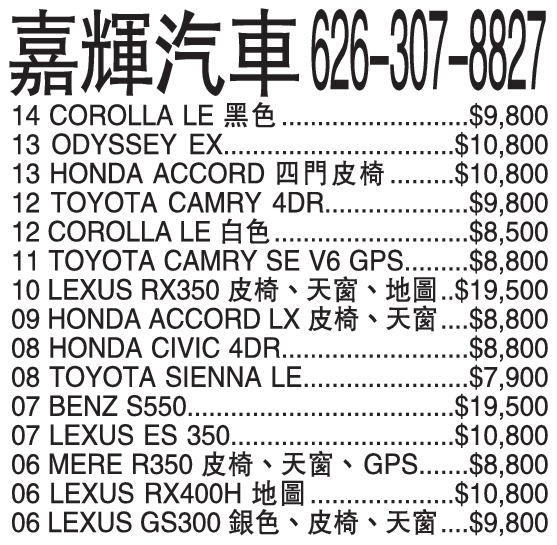 嘉輝汽車 626-307-8827
14 COROLLA LE 黑色 ........................$9,800
13 ODYSSEY EX...............................$10,800
13 HONDA ACCORD 四門皮椅 .........$10,800
12 TOYOTA CAMRY 4DR..................$9,800
12 COROLLA LE 白色.........................$8,500
11 TOYOTA CAMRY SE V6 GPS........$8,800
10 LEXUS RX350 皮椅、天窗、地圖..$19,500
09 HONDA ACCORD LX 皮椅、天窗....$8,800
08 HONDA CIVIC 4DR........................$8,800
08 TOYOTA SIENNA LE.....................$7,900
07 BENZ S550..................................$19,500
07 LEXUS ES 350.............................$10,800
06 MERE R350 皮椅、天窗、GPS.......$8,800
06 LEXUS RX400H 地圖 ..................$10,800
06 LEXUS GS300 銀色、皮椅、天窗....$9,800